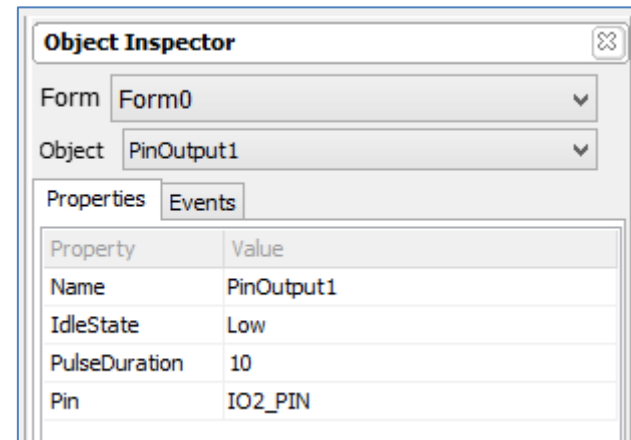 Object Inspector
Form Form0
Object PinOutput1
Properties Events
Property Value
Name PinOutput1
IdleState Low
PulseDuration 10
Pin IO2_PIN